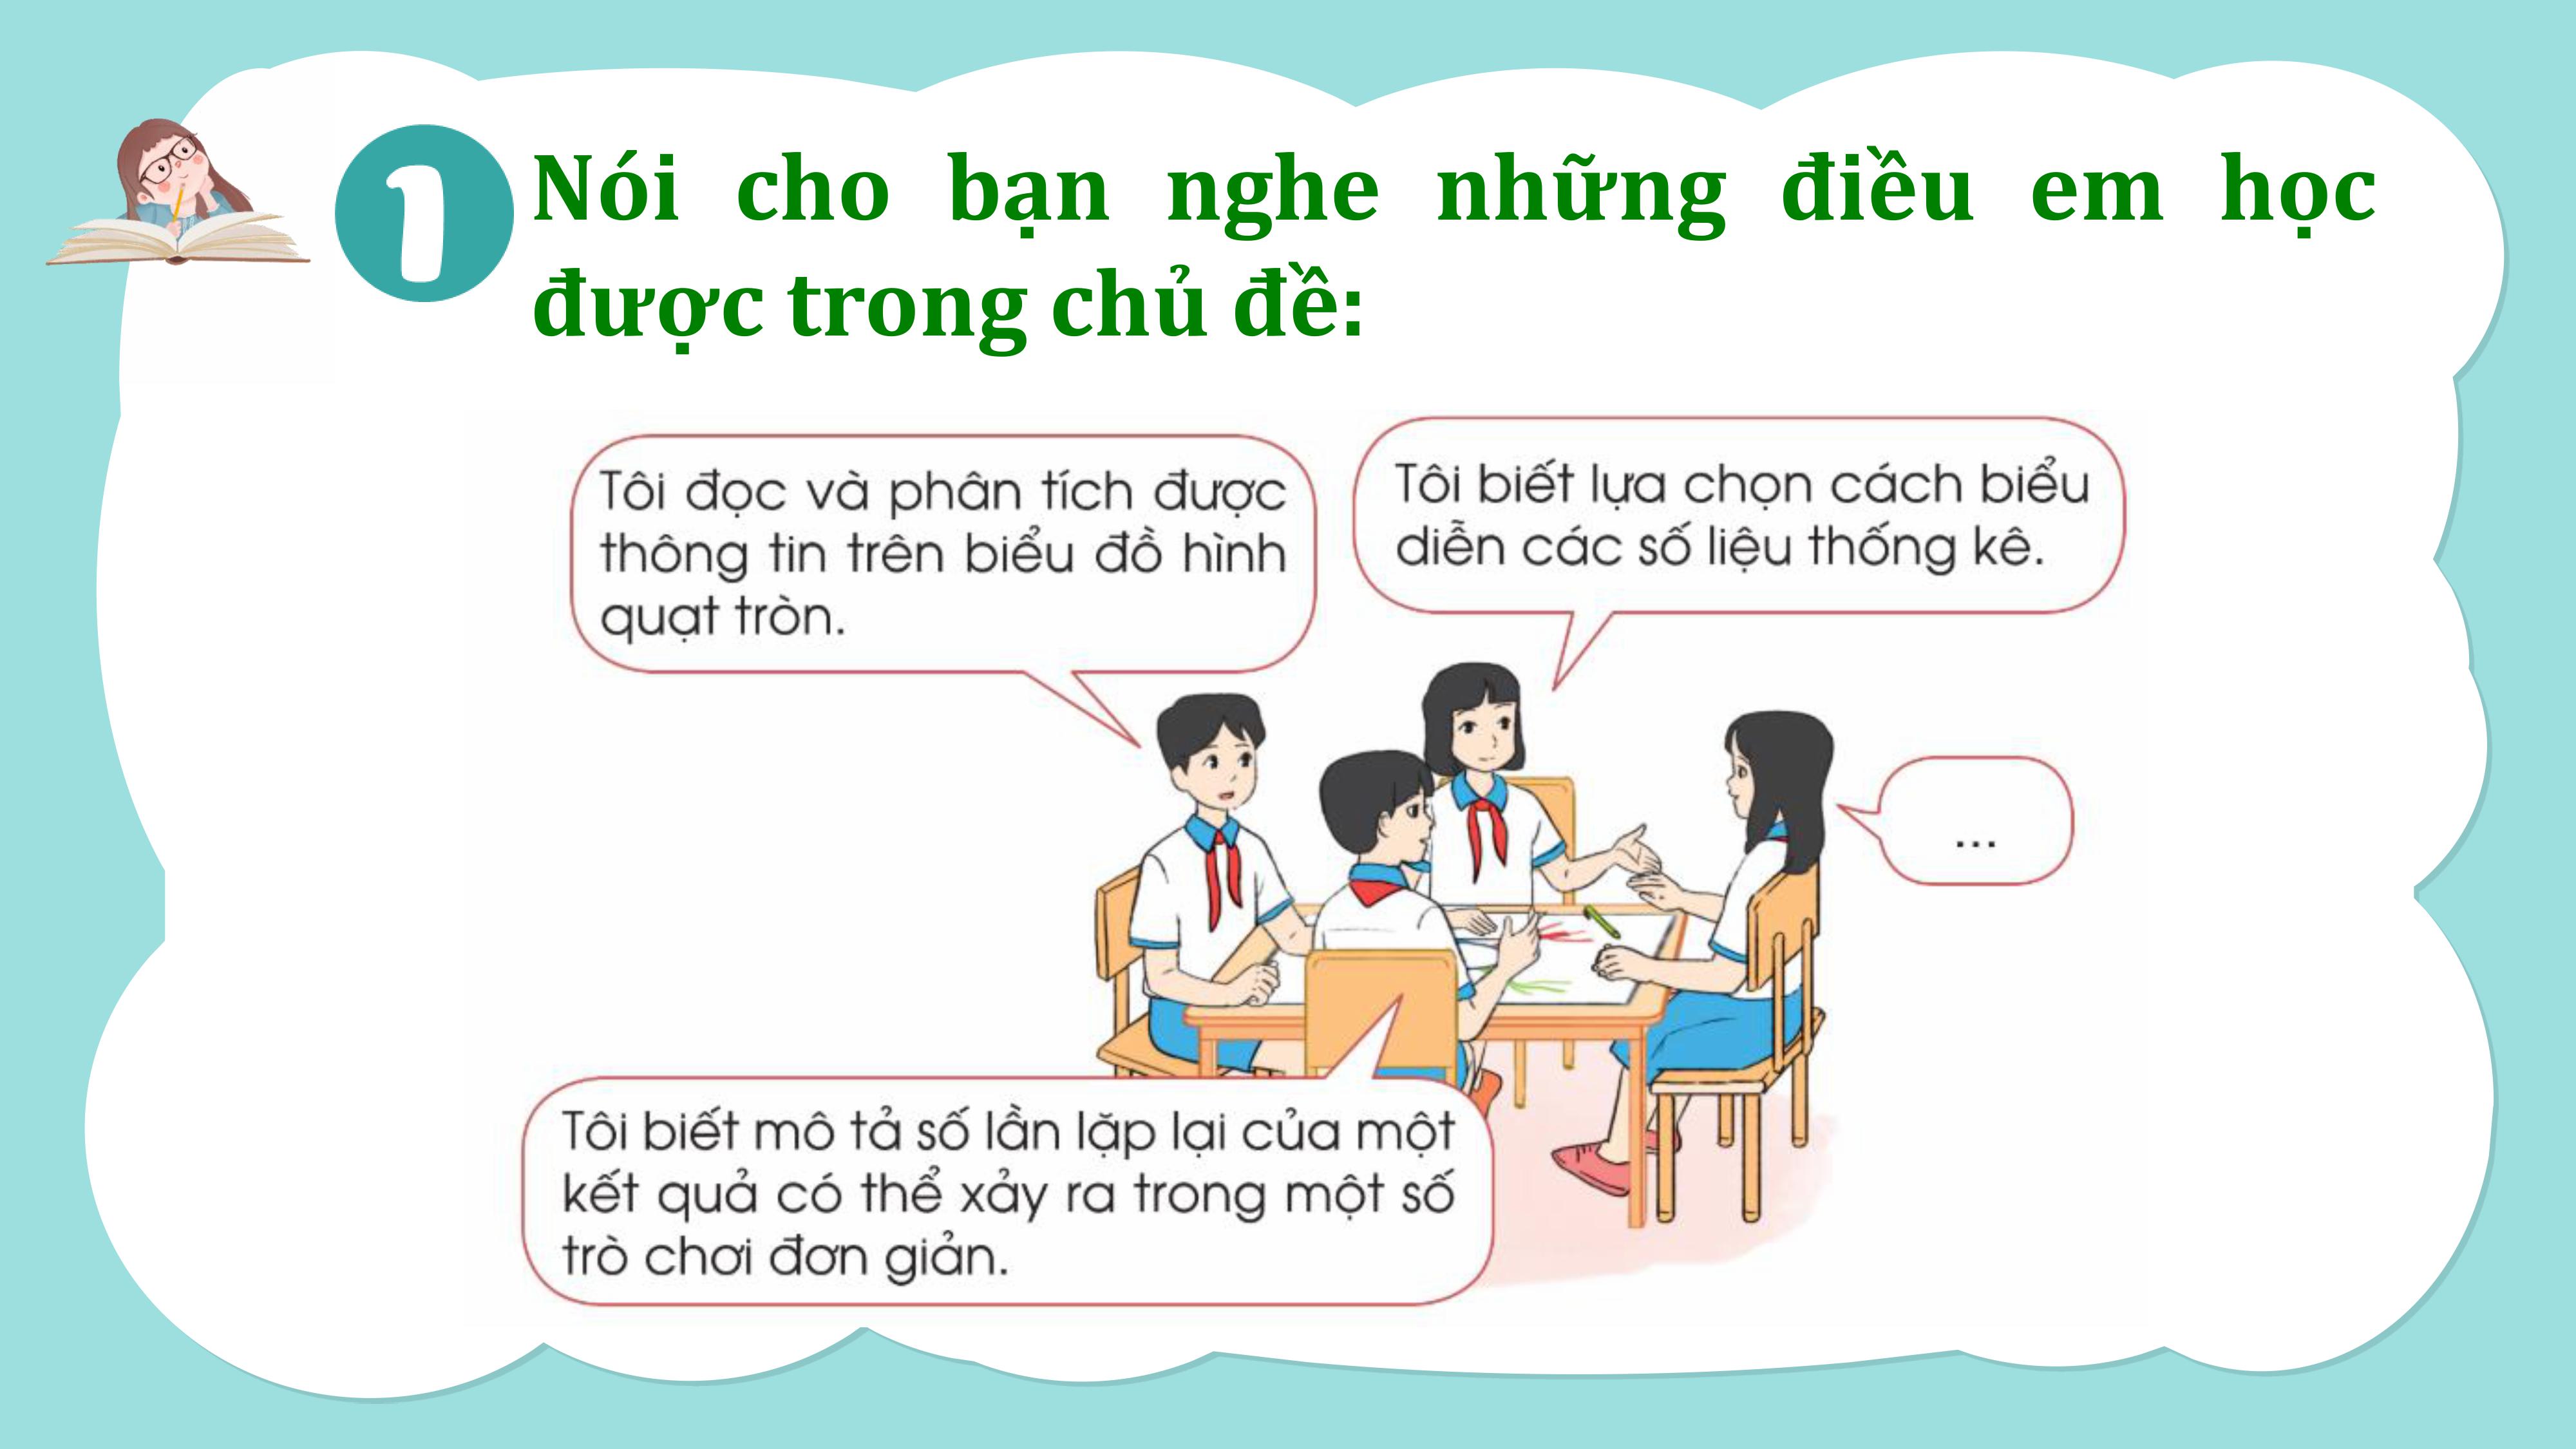 1
Nói cho bạn nghe những điều em học
được trong chủ đề:
Tôi đọc và phân tích được
thông tin trên biểu đồ hình
quạt tròn.
Tôi biết lựa chọn cách biểu
diễn các số liệu thống kê.
...
Tôi biết mô tả số lần lặp lại của một
kết quả có thể xảy ra trong một số
trò chơi đơn giản.